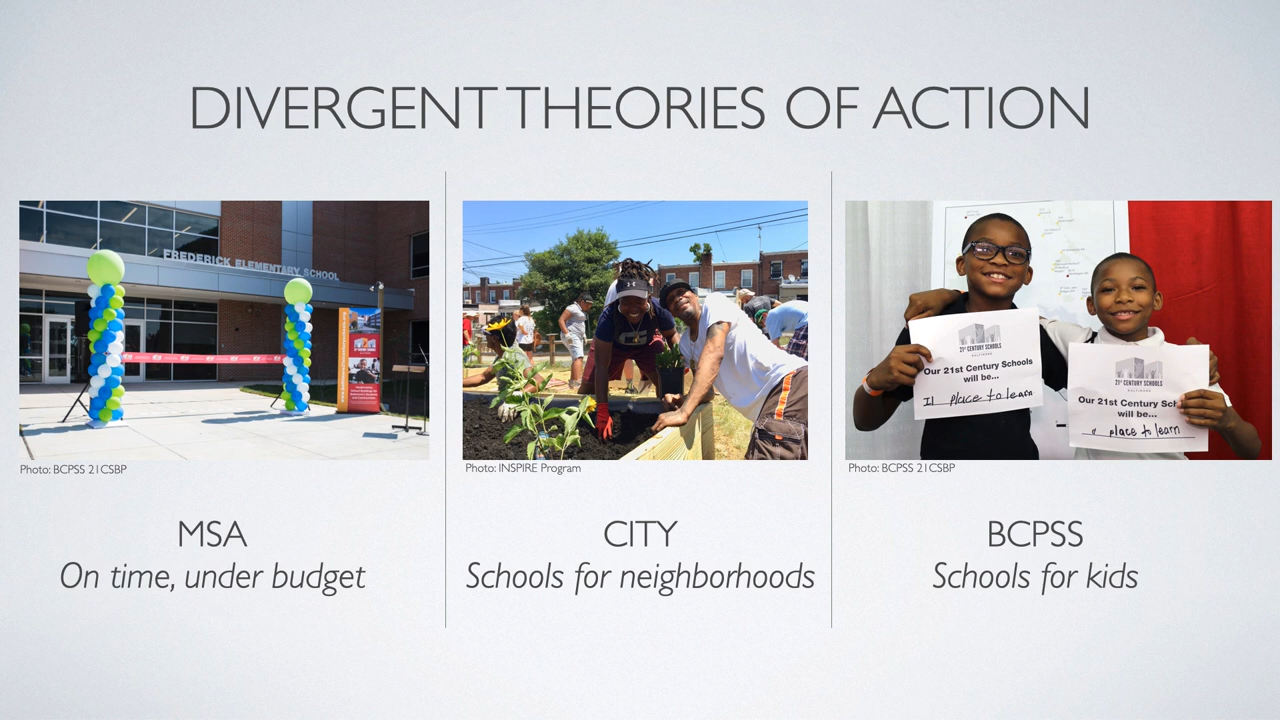 DIVERGENT THEORIES OF ACTION
FREDERICK ELEMENTARY SCHOOL
21ST CENTURY SCHOOLS
BALTIMORE
Our 21st Century Schools
will be...
place to learn
21ST CENTURY SCHOOLS
BALTIMORE
Our 21st Century Sch
will be...
place to learn
Photo: BCPSS 21CSBP
Photo: INSPIRE Program
Photo: BCPSS 21CSBP
MSA
On time, under budget
CITY
Schools for neighborhoods
BCPSS
Schools for kids